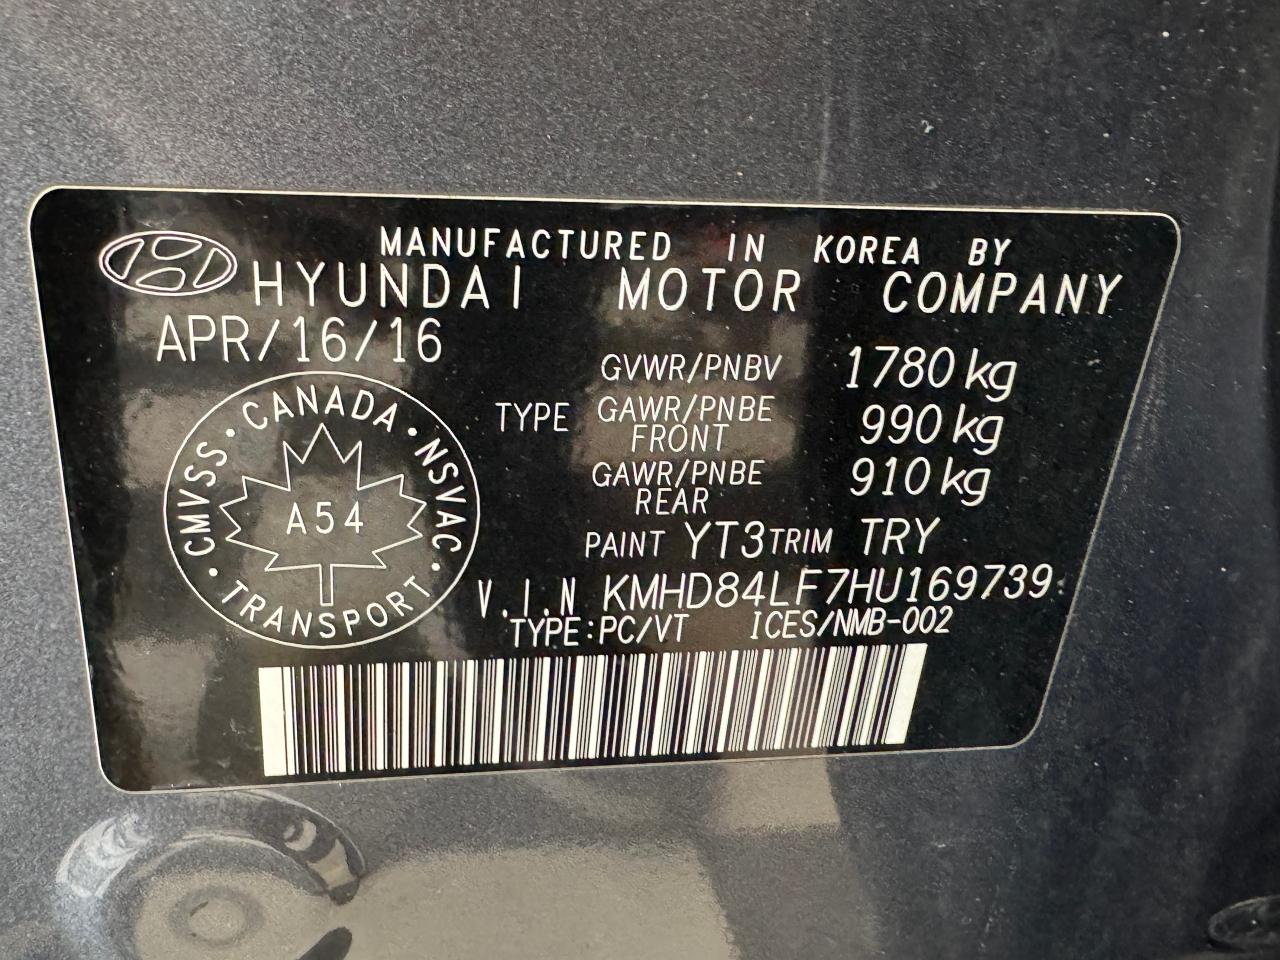 MANUFACTURED IN KOREA BY
HYUNDAI MOTOR COMPANY
APR/16/16
GVWR/PNBV 1780 kg
TYPE GAWR/PNBE FRONT 990 kg
GAWR/PNBE REAR 910 kg
PAINT YT3 TRIM TRY
V.I.N KMHD84LF7HU169739
TYPE:PC/VT ICES/NMB-002
CMVSS • CANADA • NSVAC • TRANSPORT •
A54